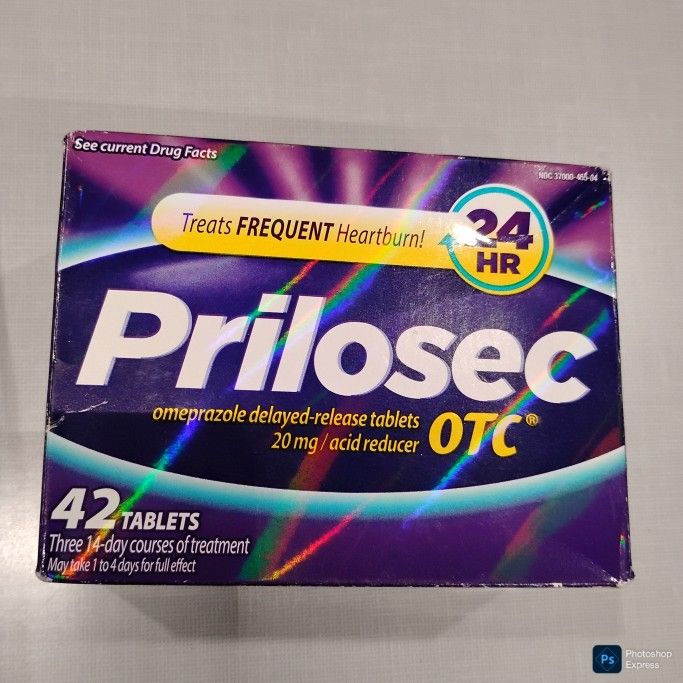 See current Drug Facts
NDC 37000-455-04
Treats FREQUENT Heartburn!
24
HR
Prilosec
omeprazole delayed-release tablets
20 mg / acid reducer
OTC®
42 TABLETS
Three 14-day courses of treatment
May take 1 to 4 days for full effect
Ps
Photoshop
Express